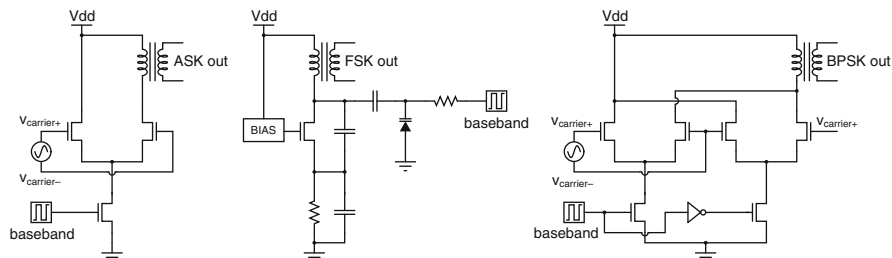 Vdd
ASK out
Vcarrier+
Vcarrier–
baseband
Vdd
FSK out
BIAS
baseband
Vdd
BPSK out
Vcarrier+
Vcarrier+
Vcarrier–
baseband